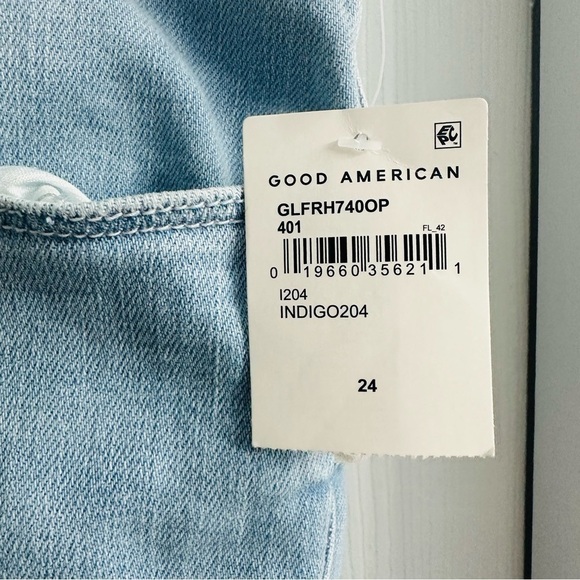 GOOD AMERICAN
GLFRH740OP
401
FL_42
0 19660 35621 1
I204
INDIGO204
24